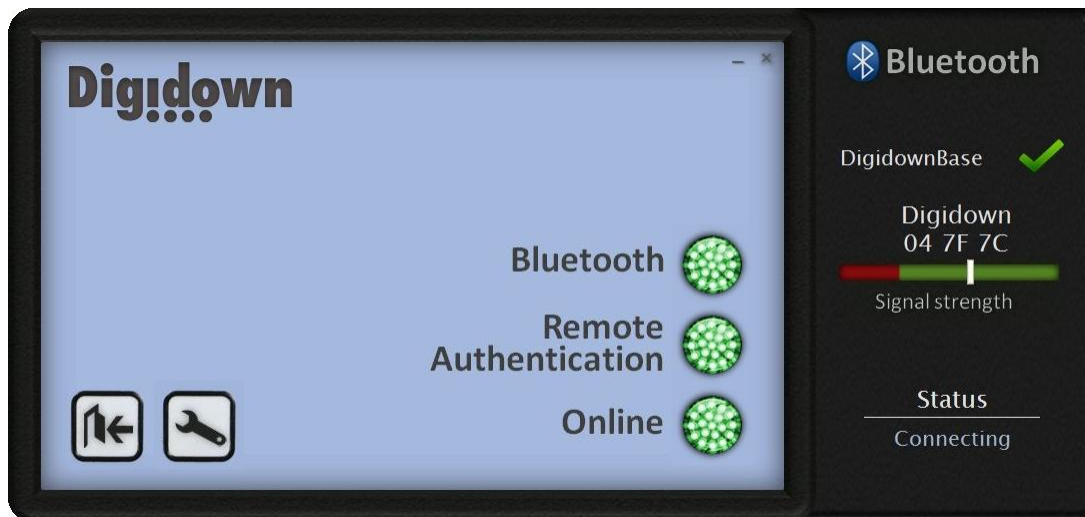 Digidown
Bluetooth
Remote
Authentication
Online
Bluetooth
DigidownBase
Digidown
04 7F 7C
Signal strength
Status
Connecting